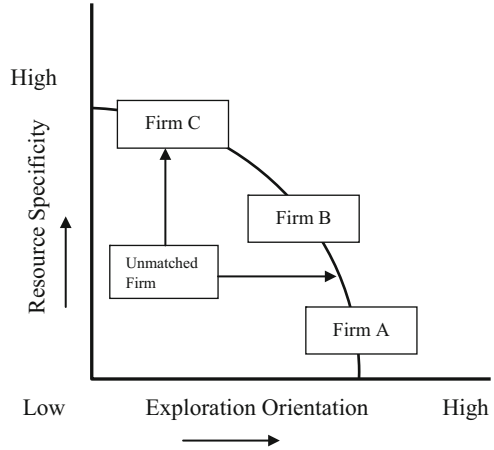 High
Firm C
Resource Specificity
Firm B
Unmatched
Firm
Firm A
Low
Exploration Orientation
High